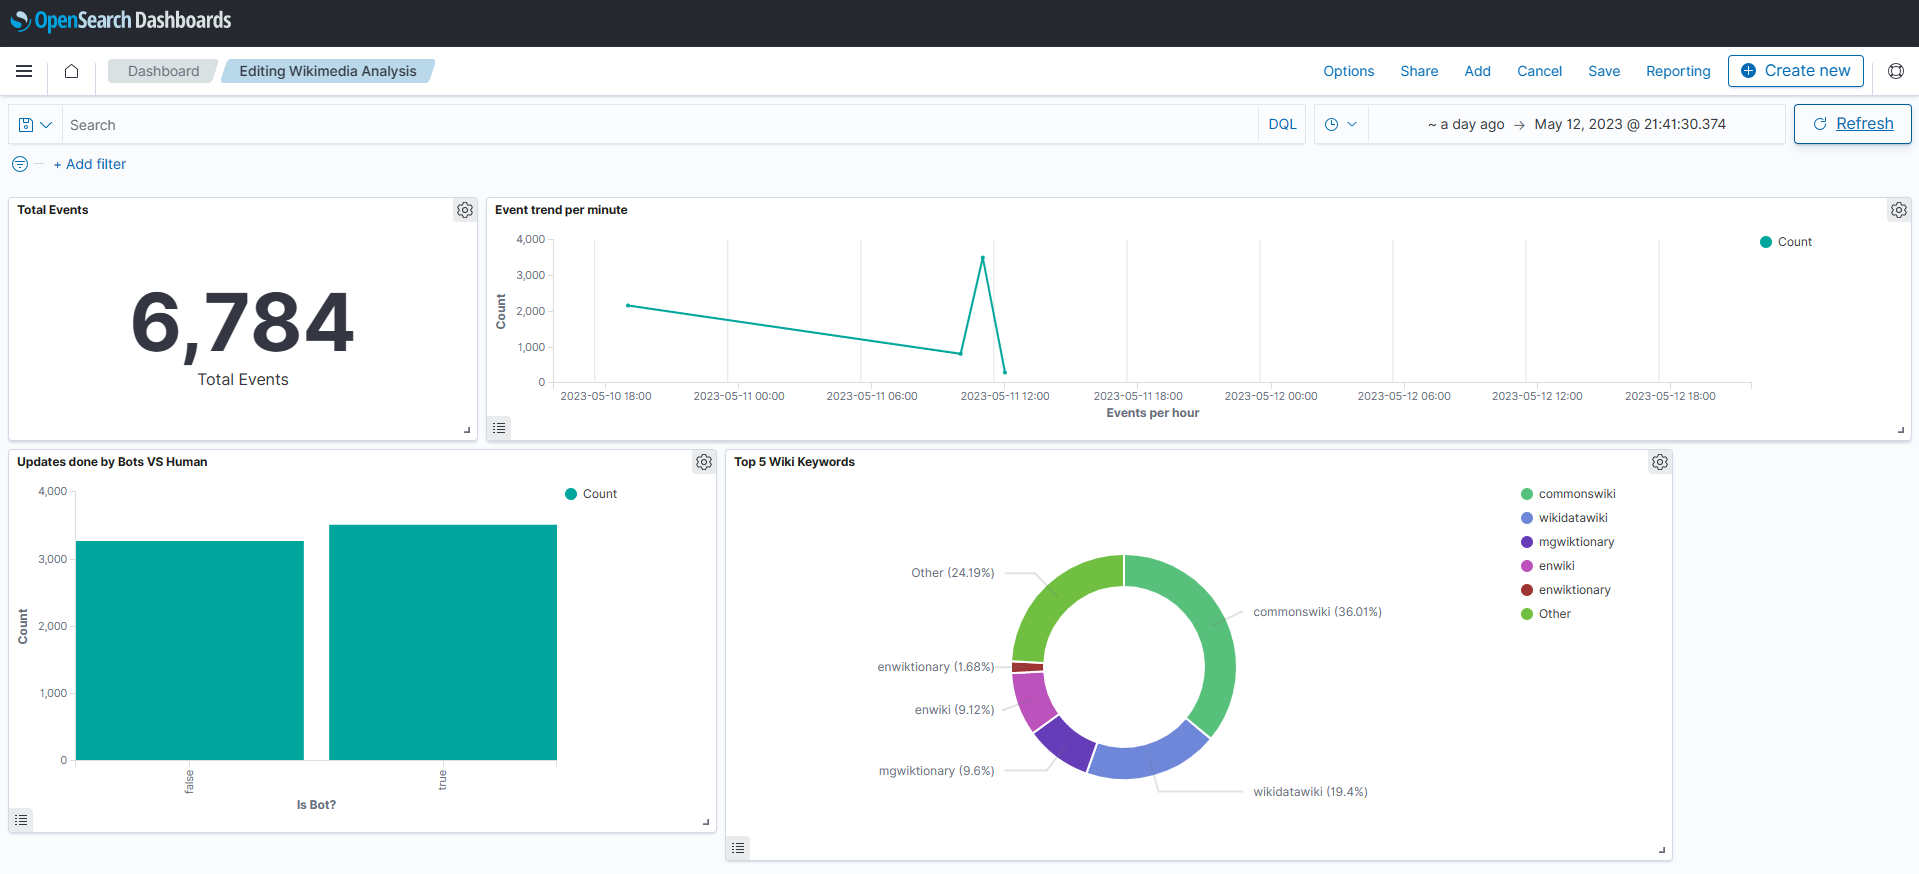 OpenSearch Dashboards
Dashboard
Editing Wikimedia Analysis
Options
Share
Add
Cancel
Save
Reporting
Create new
Search
DQL
~ a day ago → May 12, 2023 @ 21:41:30.374
Refresh
+ Add filter
Total Events
6,784
Total Events
Event trend per minute
4,000
3,000
2,000
1,000
0
Count
2023-05-10 18:00
2023-05-11 00:00
2023-05-11 06:00
2023-05-11 12:00
2023-05-11 18:00
2023-05-12 00:00
2023-05-12 06:00
2023-05-12 12:00
2023-05-12 18:00
Events per hour
Count
Updates done by Bots VS Human
4,000
3,000
2,000
1,000
0
Count
false
true
Is Bot?
Count
Top 5 Wiki Keywords
Other (24.19%)
commonswiki (36.01%)
enwiktionary (1.68%)
enwiki (9.12%)
mgwiktionary (9.6%)
wikidatawiki (19.4%)
commonswiki
wikidatawiki
mgwiktionary
enwiki
enwiktionary
Other